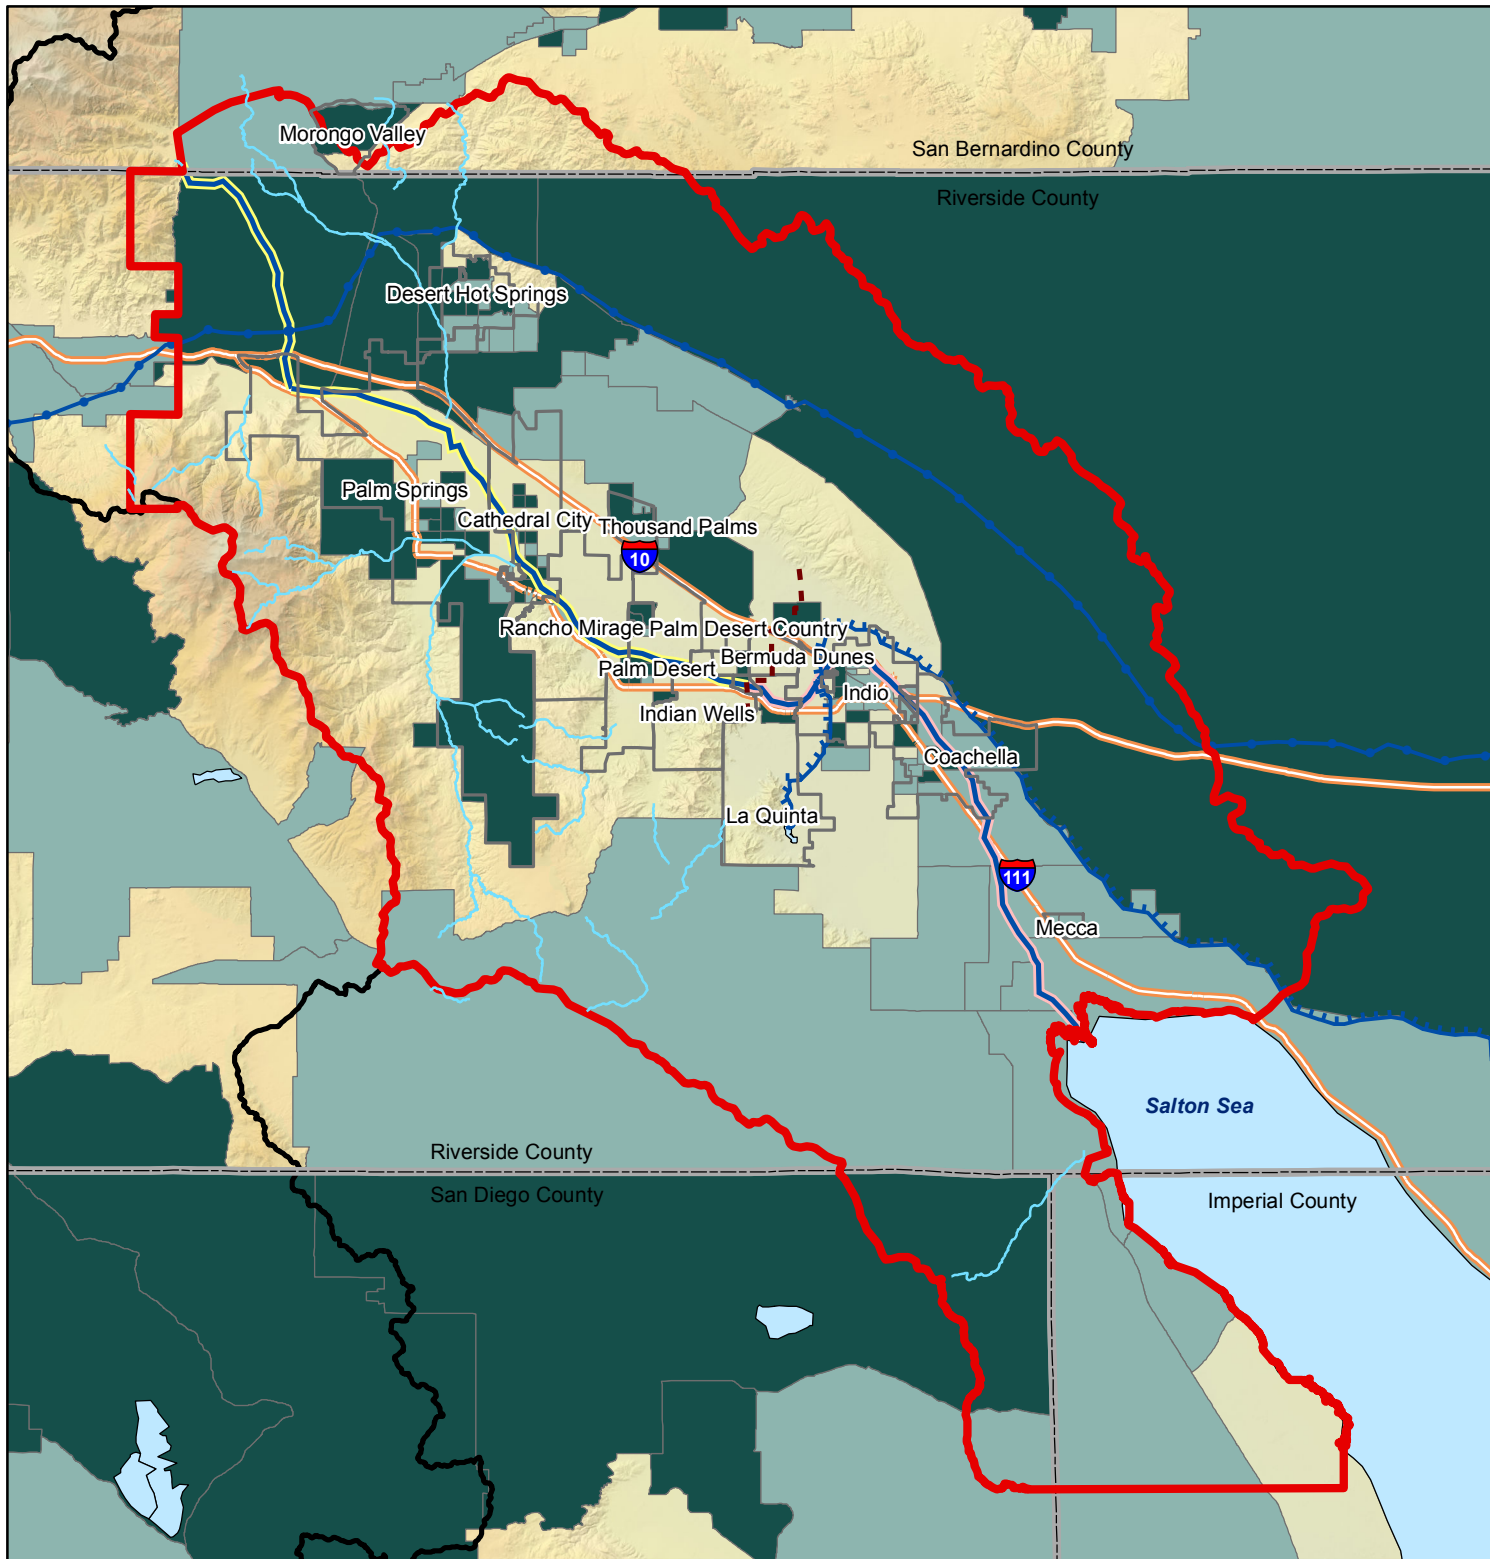 Morongo Valley
San Bernardino County
Riverside County
Desert Hot Springs
Palm Springs
Cathedral City
Thousand Palms
10
Rancho Mirage
Palm Desert Country
Bermuda Dunes
Palm Desert
Indio
Indian Wells
Coachella
La Quinta
111
Mecca
Salton Sea
Riverside County
San Diego County
Imperial County